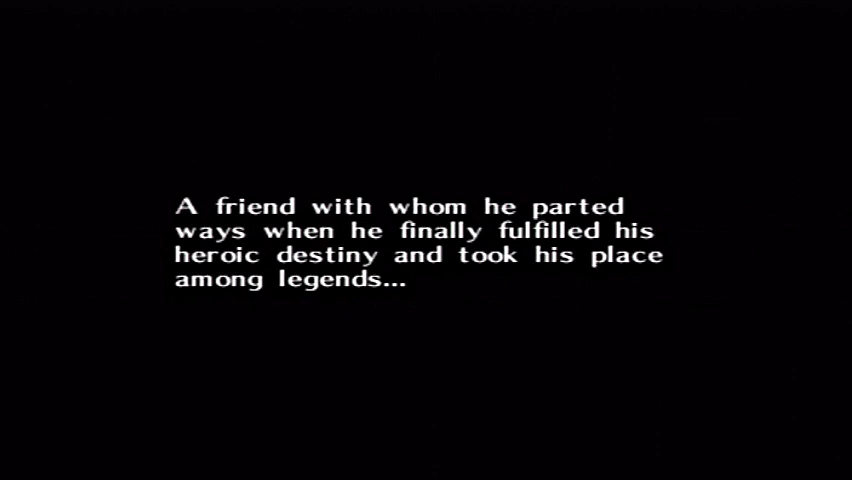 A friend with whom he parted
ways when he finally fulfilled his
heroic destiny and took his place
among legends...